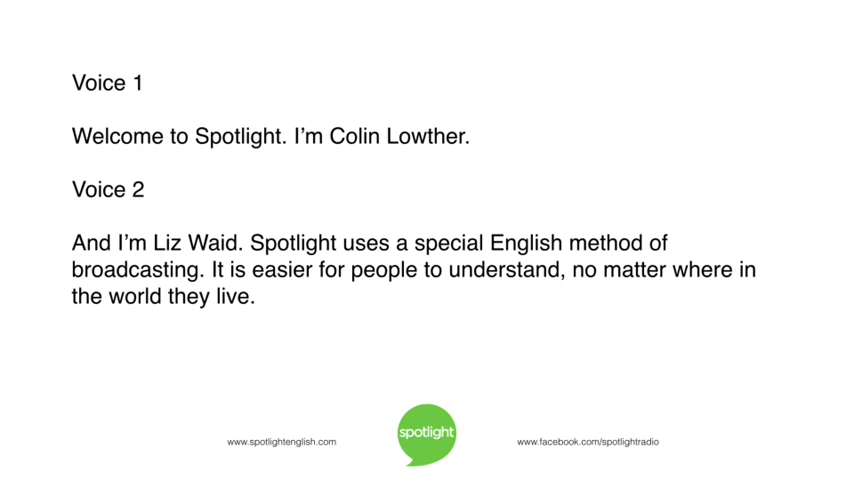 Voice 1
Welcome to Spotlight. I’m Colin Lowther.
Voice 2
And I’m Liz Waid. Spotlight uses a special English method of
broadcasting. It is easier for people to understand, no matter where in
the world they live.
spotlight
www.spotlightenglish.com
www.facebook.com/spotlightradio